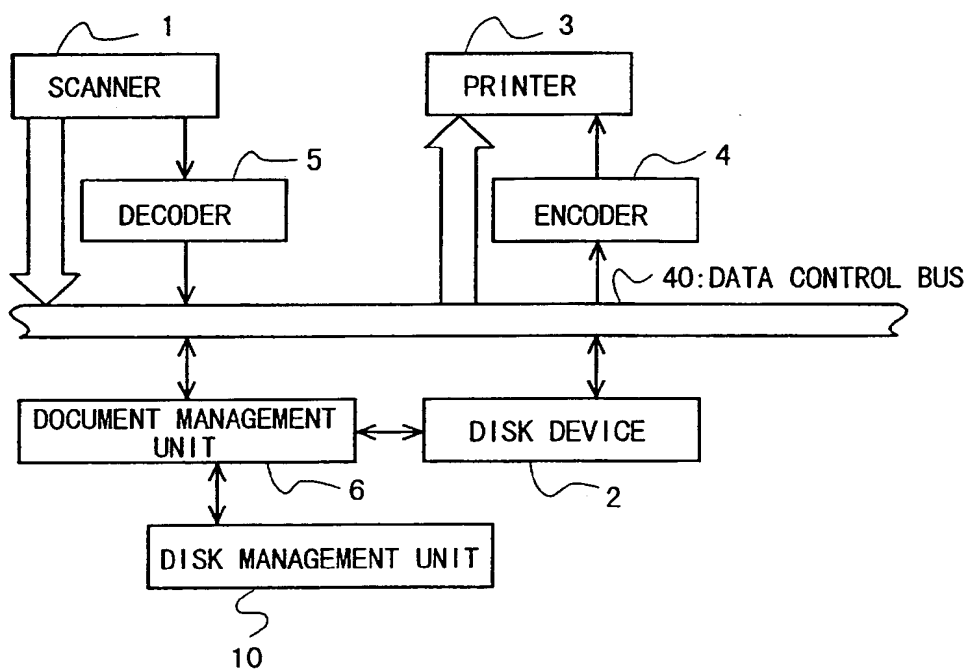 1
3
SCANNER
PRINTER
5
4
DECODER
ENCODER
40:DATA CONTROL BUS
DOCUMENT MANAGEMENT
UNIT
DISK DEVICE
6
2
DISK MANAGEMENT UNIT
10